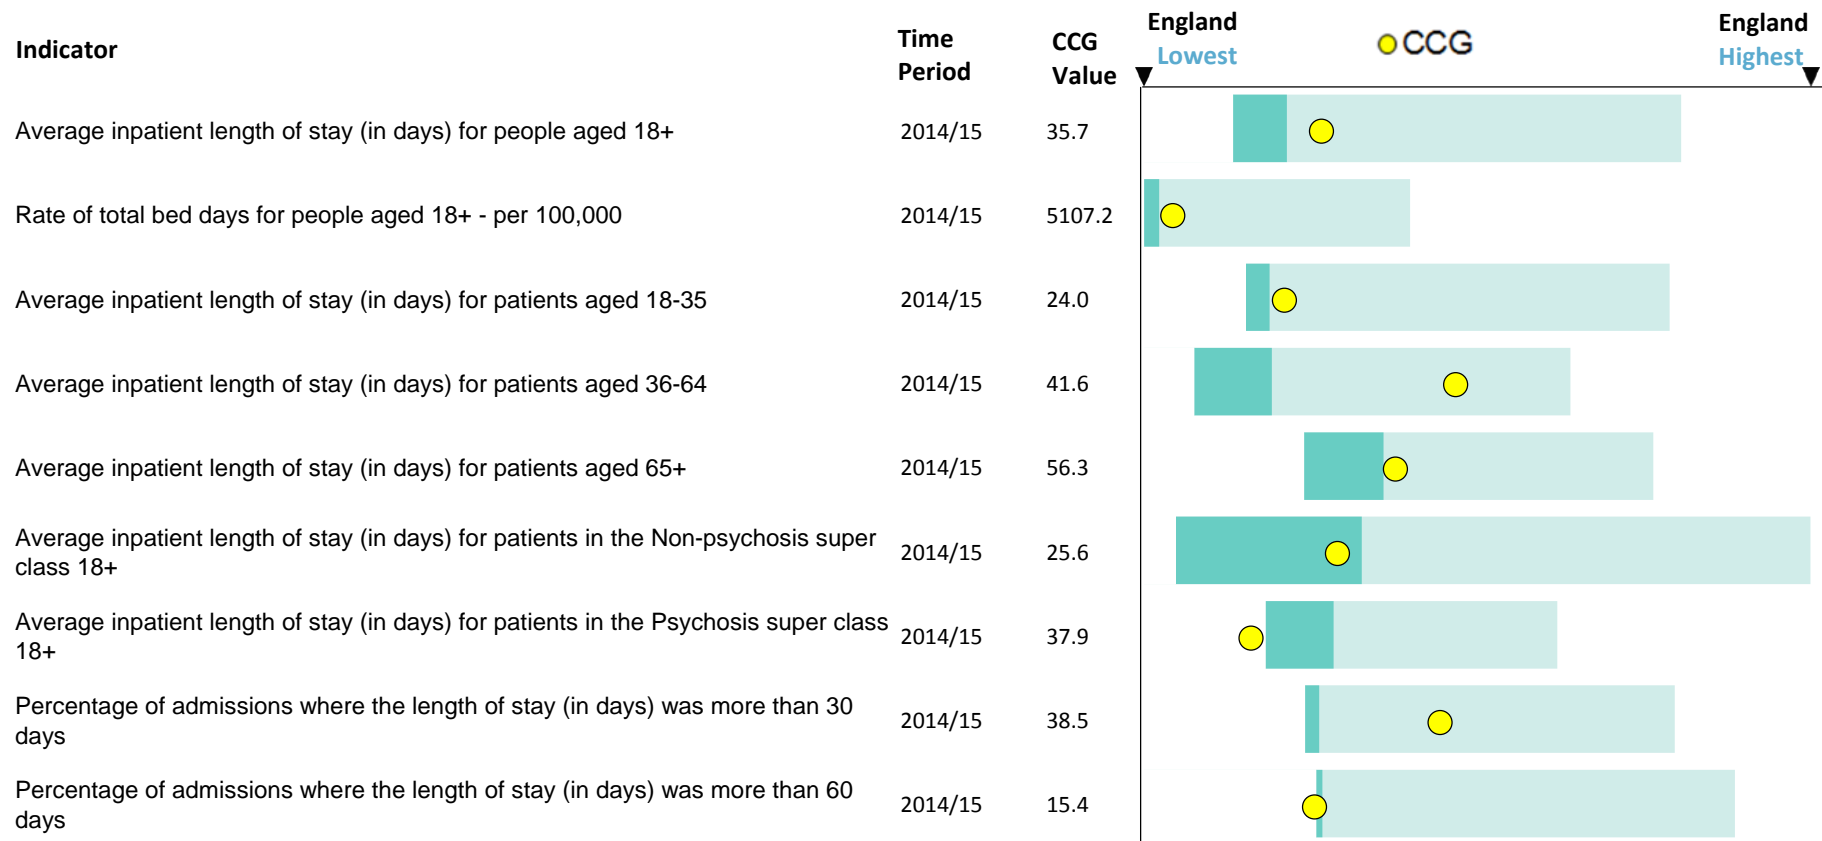 Indicator
Time Period
CCG Value
England Lowest
CCG
England Highest
Average inpatient length of stay (in days) for people aged 18+ 2014/15 35.7
Rate of total bed days for people aged 18+ - per 100,000 2014/15 5107.2
Average inpatient length of stay (in days) for patients aged 18-35 2014/15 24.0
Average inpatient length of stay (in days) for patients aged 36-64 2014/15 41.6
Average inpatient length of stay (in days) for patients aged 65+ 2014/15 56.3
Average inpatient length of stay (in days) for patients in the Non-psychosis super
class 18+
2014/15 25.6
Average inpatient length of stay (in days) for patients in the Psychosis super class
18+
2014/15 37.9
Percentage of admissions where the length of stay (in days) was more than 30
days
2014/15 38.5
Percentage of admissions where the length of stay (in days) was more than 60
days
2014/15 15.4